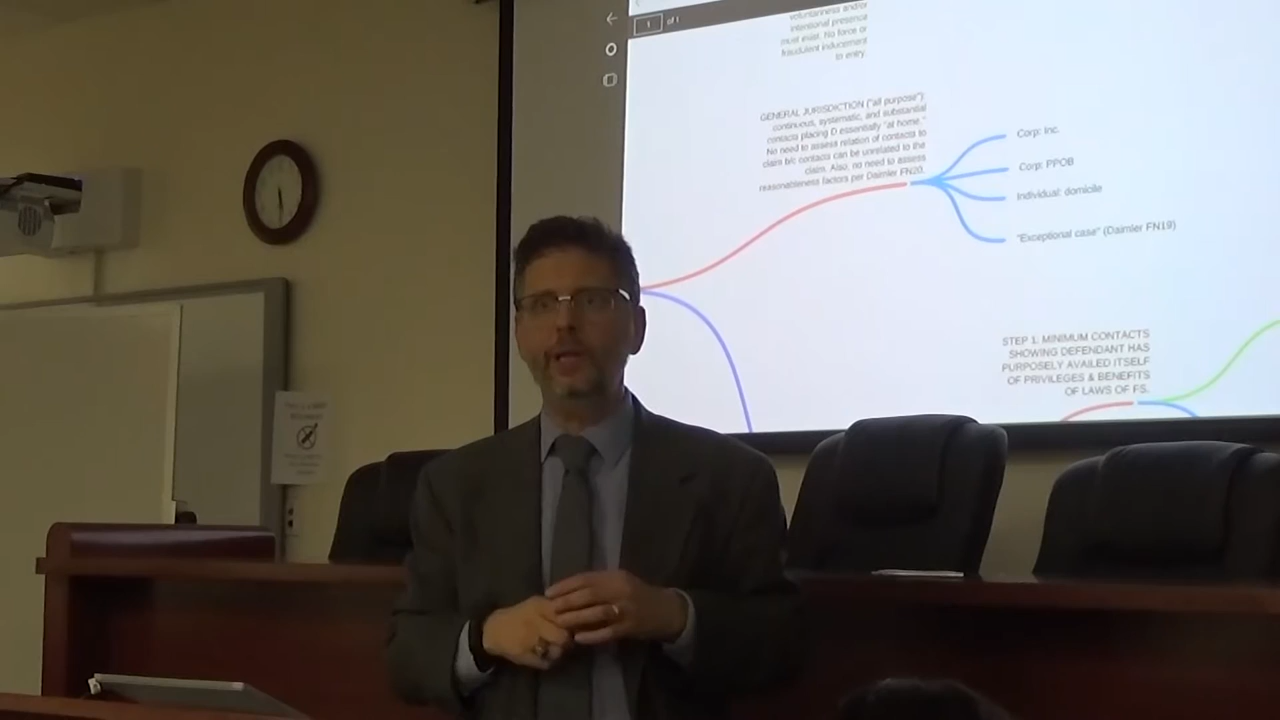 1 of 1
voluntariness and/or
intentional presence
must exist. No force or
fraudulent inducement
to entry.
GENERAL JURISDICTION ("all purpose"):
continuous, systematic, and substantial
contacts placing D essentially "at home."
No need to assess relation of contacts to
claim b/c contacts can be unrelated to the
claim. Also, no need to assess
reasonableness factors per Daimler FN20.
Corp: Inc.
Corp: PPOB
Individual: domicile
"Exceptional case" (Daimler FN19)
STEP 1. MINIMUM CONTACTS
SHOWING DEFENDANT HAS
PURPOSELY AVAILED ITSELF
OF PRIVILEGES & BENEFITS
OF LAWS OF FS.